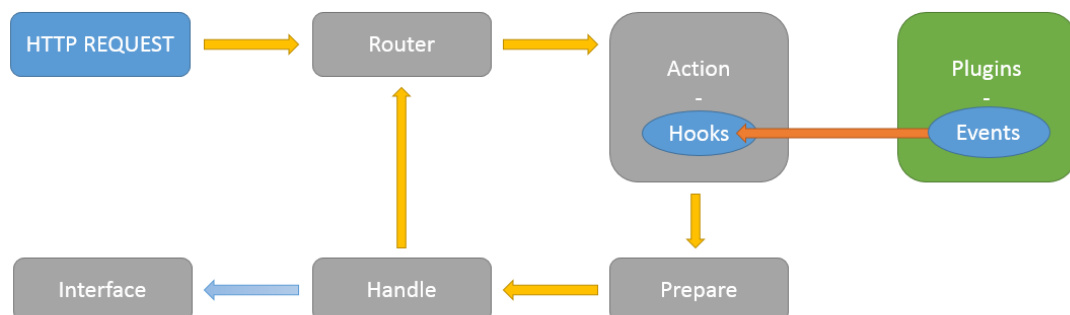 HTTP REQUEST
Router
Action
-
Hooks
Plugins
-
Events
Interface
Handle
Prepare